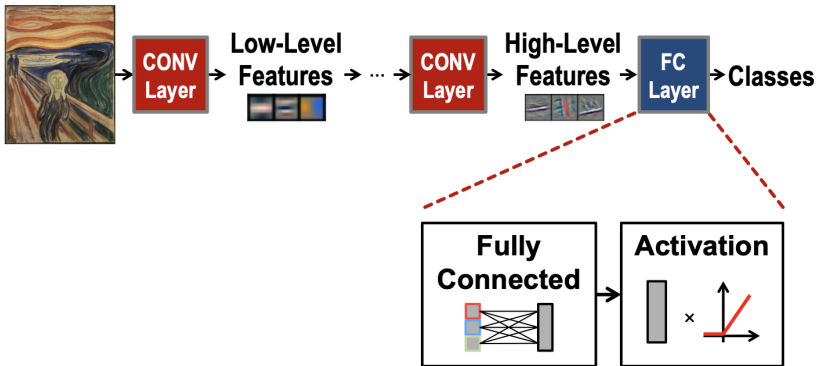 CONV
Layer
Low-Level
Features
...
CONV
Layer
High-Level
Features
FC
Layer
Classes
Fully
Connected
Activation
×